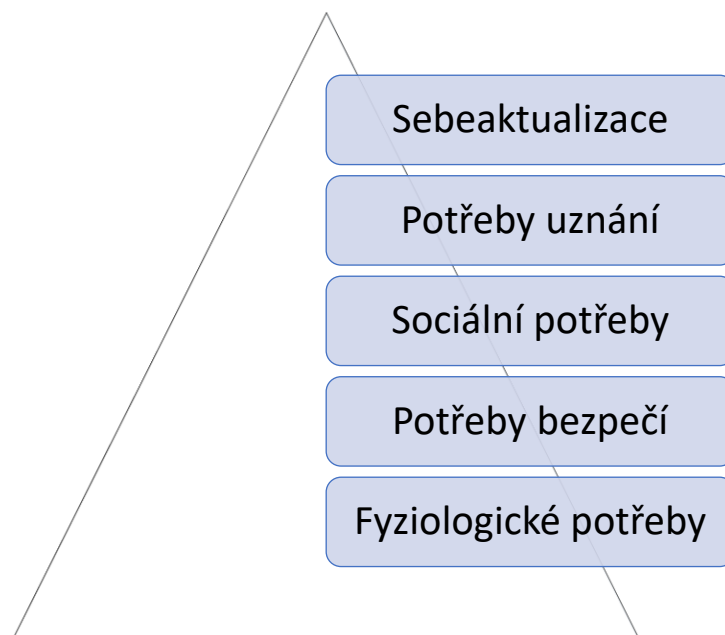 Sebeaktualizace
Potřeby uznání
Sociální potřeby
Potřeby bezpečí
Fyziologické potřeby